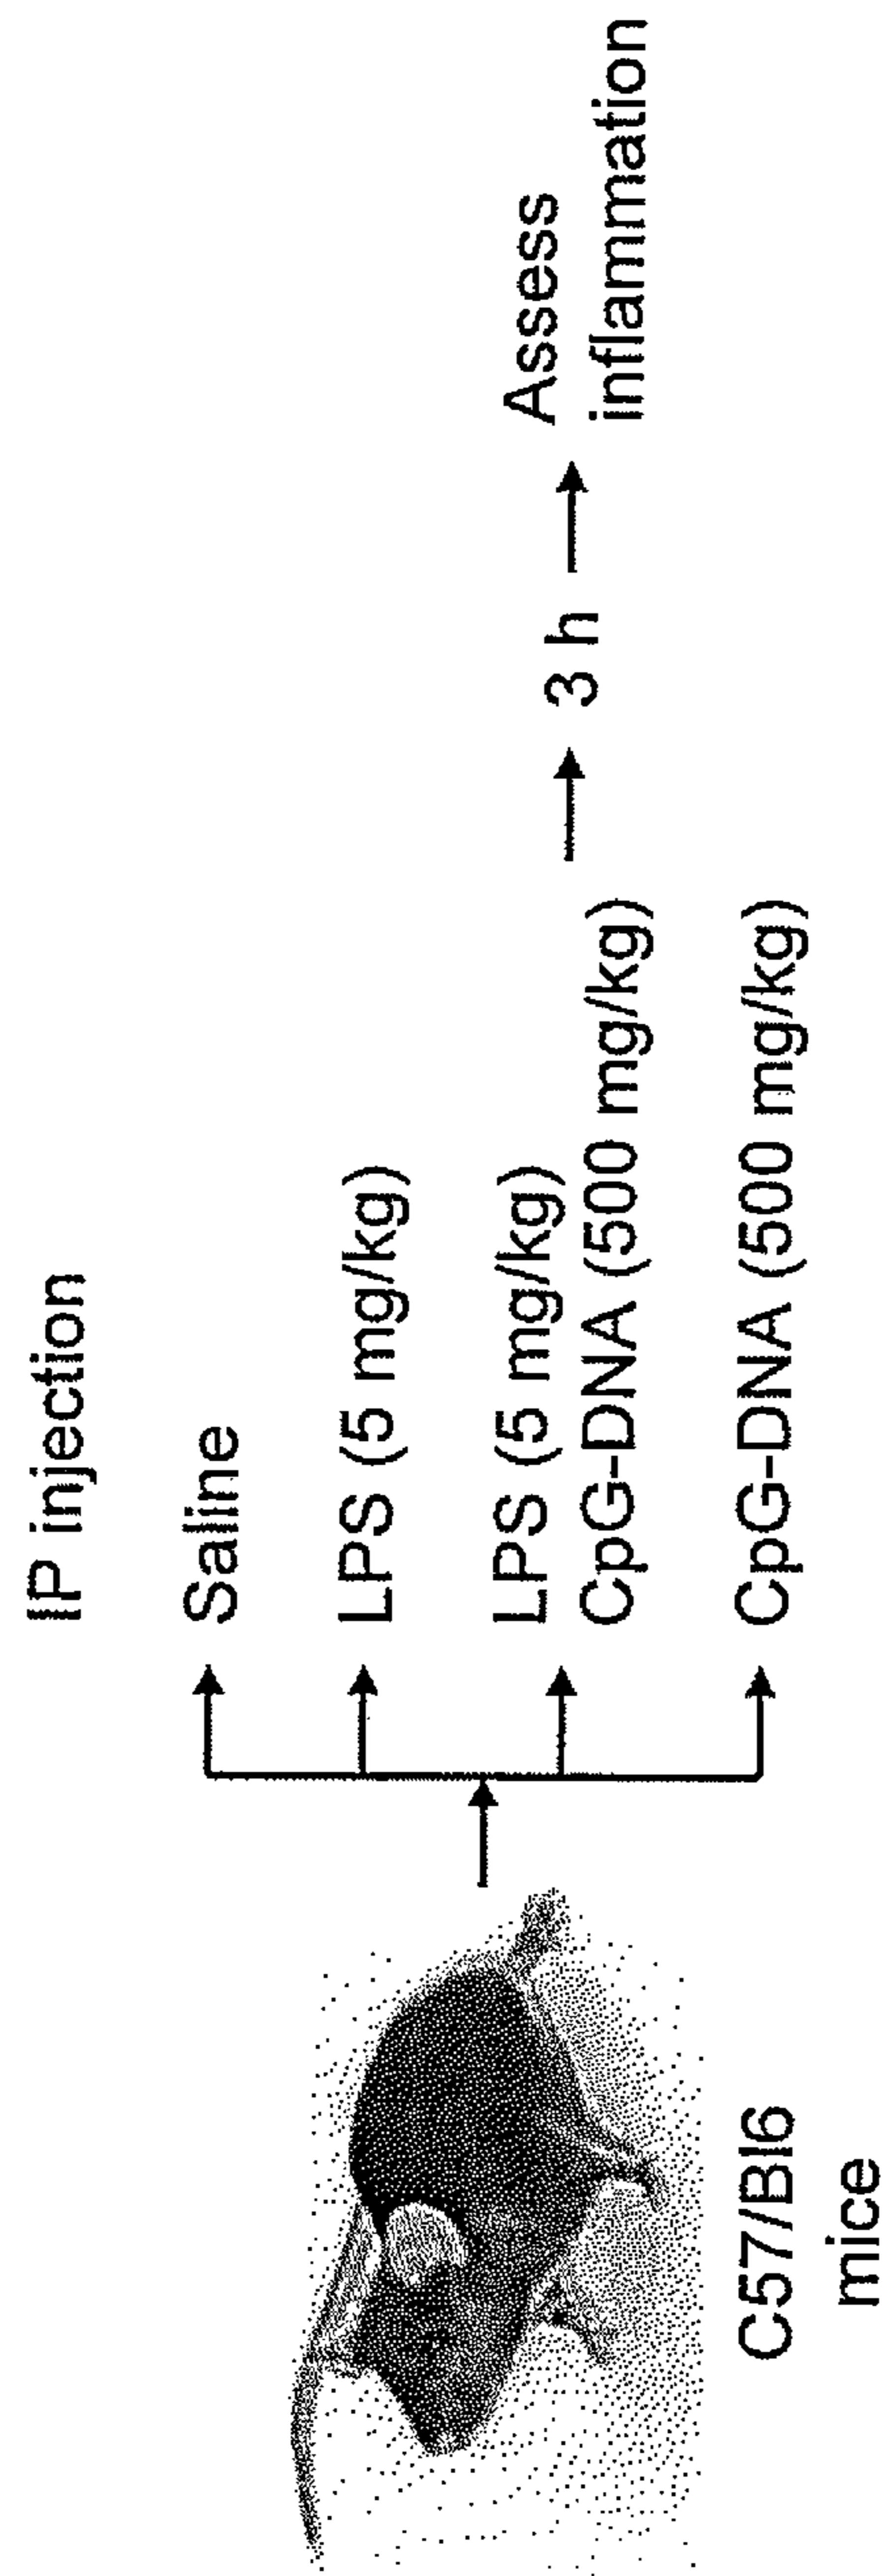 IP injection
Saline
LPS (5 mg/kg)
LPS (5 mg/kg)
CpG-DNA (500 mg/kg)
CpG-DNA (500 mg/kg)
3 h
Assess
inflammation
C57/Bl6
mice